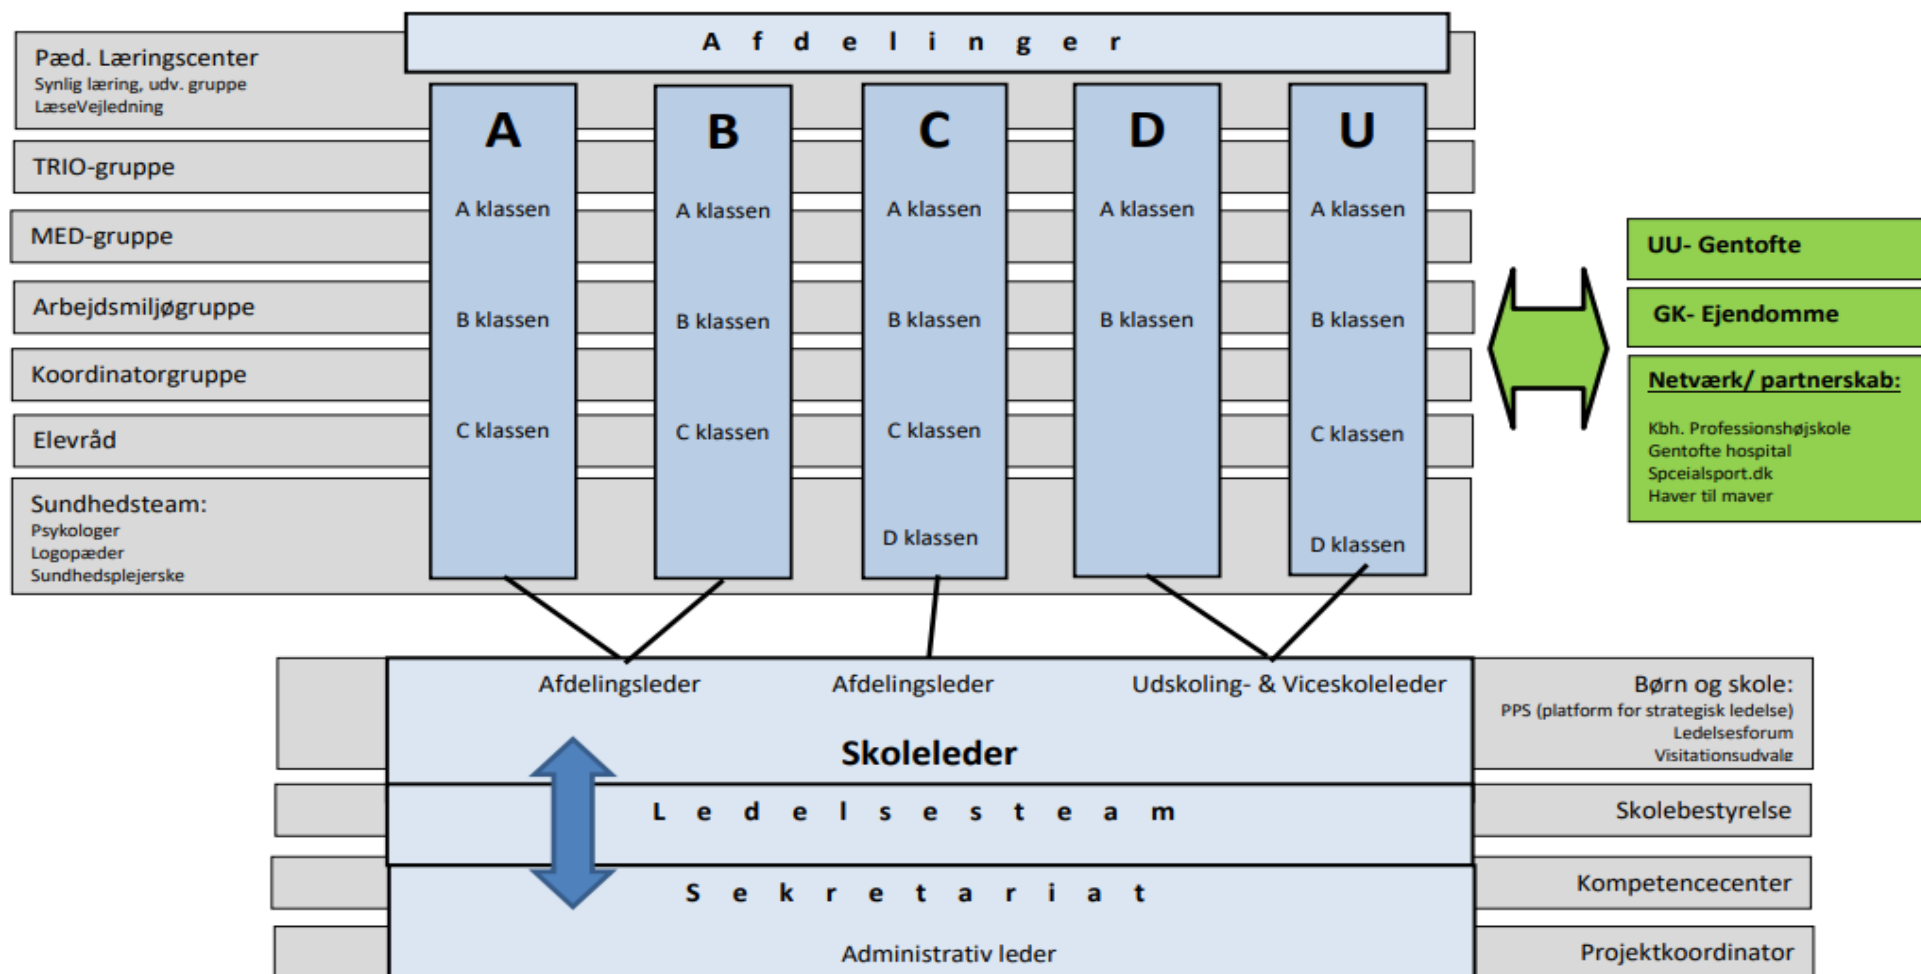 A f d e l i n g e r
Pæd. Læringscenter
Synlig læring, udv. gruppe
LæseVejledning
TRIO-gruppe
MED-gruppe
Arbejdsmiljøgruppe
Koordinatorgruppe
Elevråd
Sundhedsteam:
Psykologer
Logopæder
Sundhedsplejerske
A
A klassen
B klassen
C klassen
B
A klassen
B klassen
C klassen
C
A klassen
B klassen
C klassen
D klassen
D
A klassen
B klassen
U
A klassen
B klassen
C klassen
D klassen
UU- Gentofte
GK- Ejendomme
Netværk/ partnerskab:
Kbh. Professionshøjskole
Gentofte hospital
Spceialsport.dk
Haver til maver
Afdelingsleder
Afdelingsleder
Udskoling- & Viceskoleleder
Skoleleder
L e d e l s e s t e a m
S e k r e t a r i a t
Administrativ leder
Børn og skole:
PPS (platform for strategisk ledelse)
Ledelsesforum
Visitationsudvalg
Skolebestyrelse
Kompetencecenter
Projektkoordinator